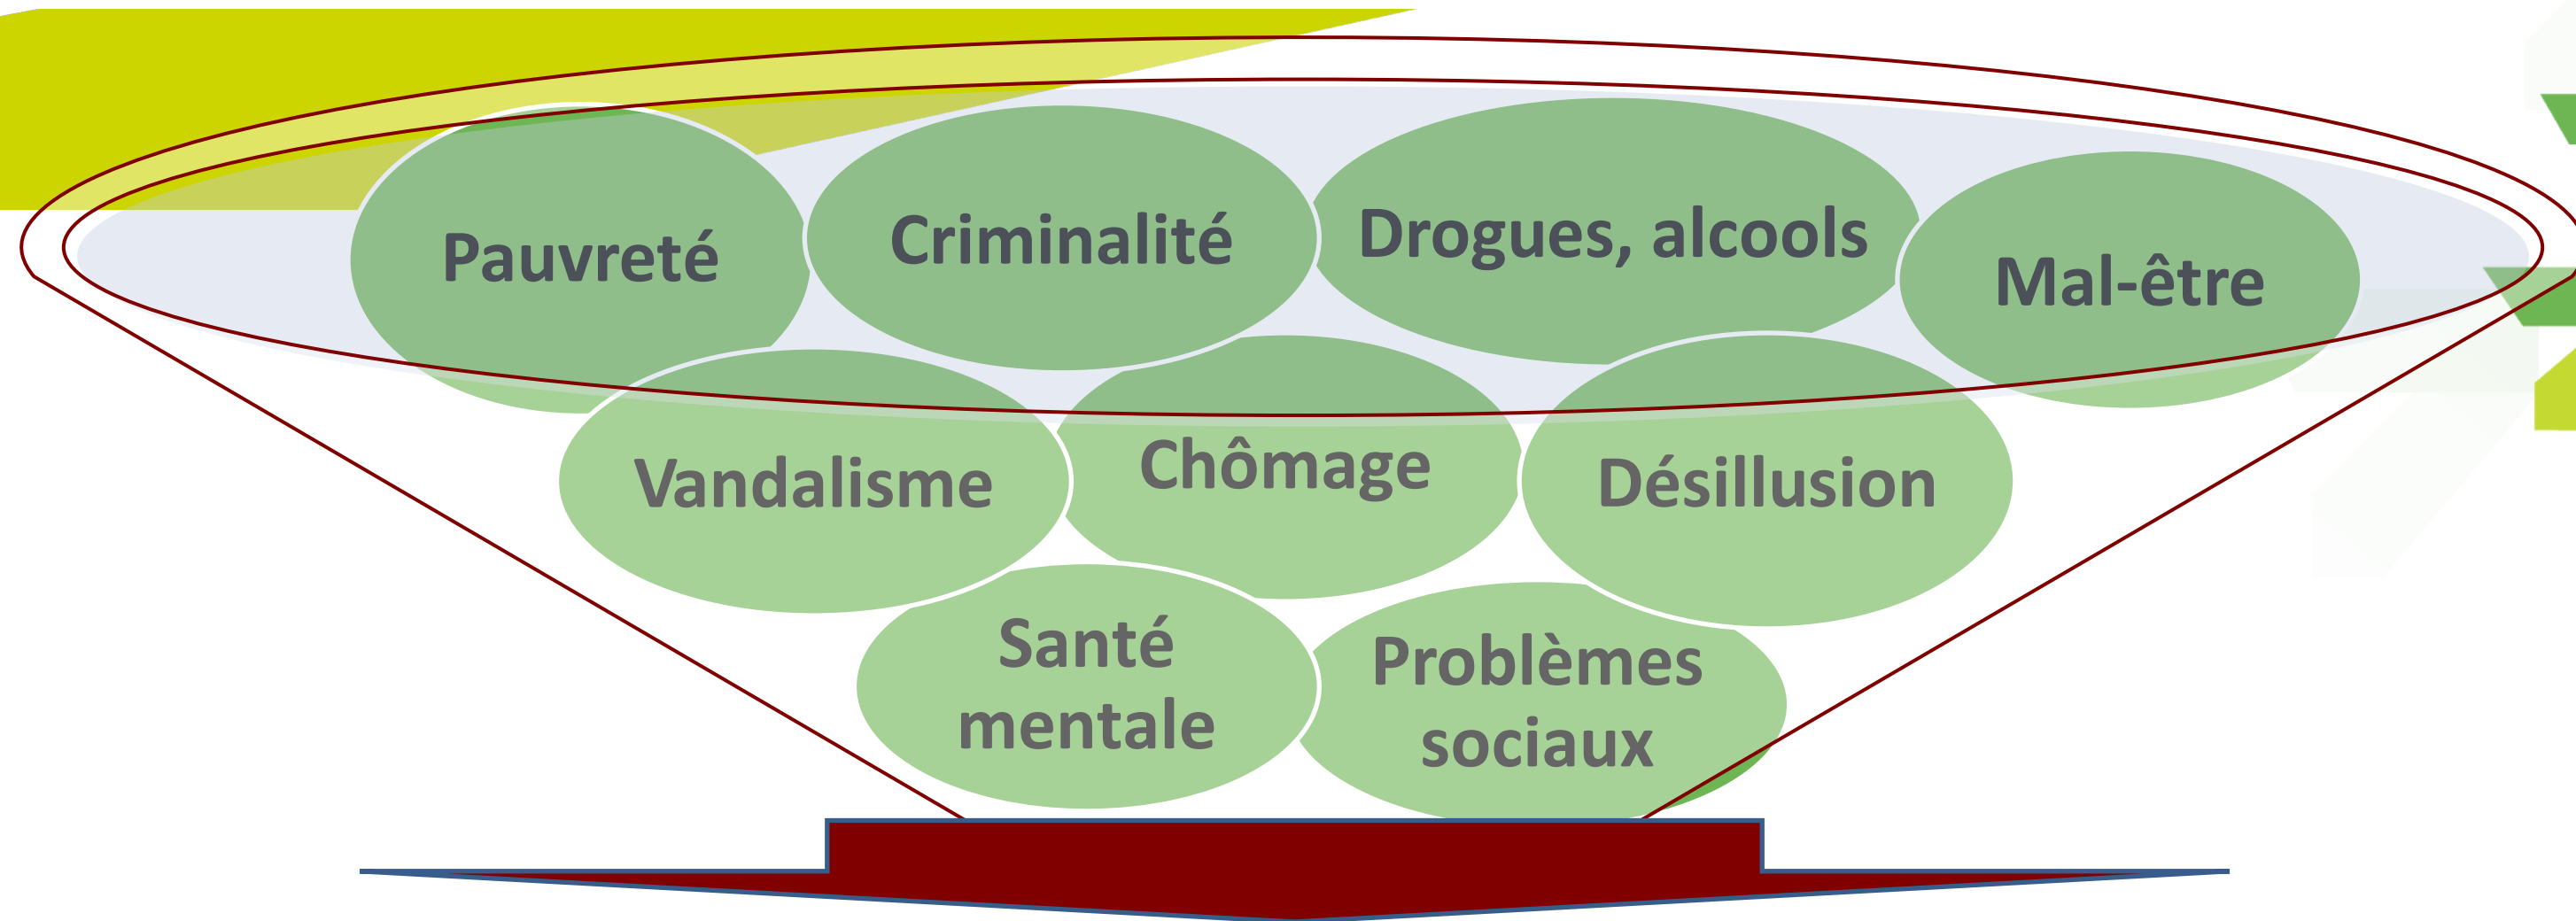 Pauvreté
Criminalité
Drogues, alcools
Mal-être
Vandalisme
Chômage
Désillusion
Santé
mentale
Problèmes
sociaux